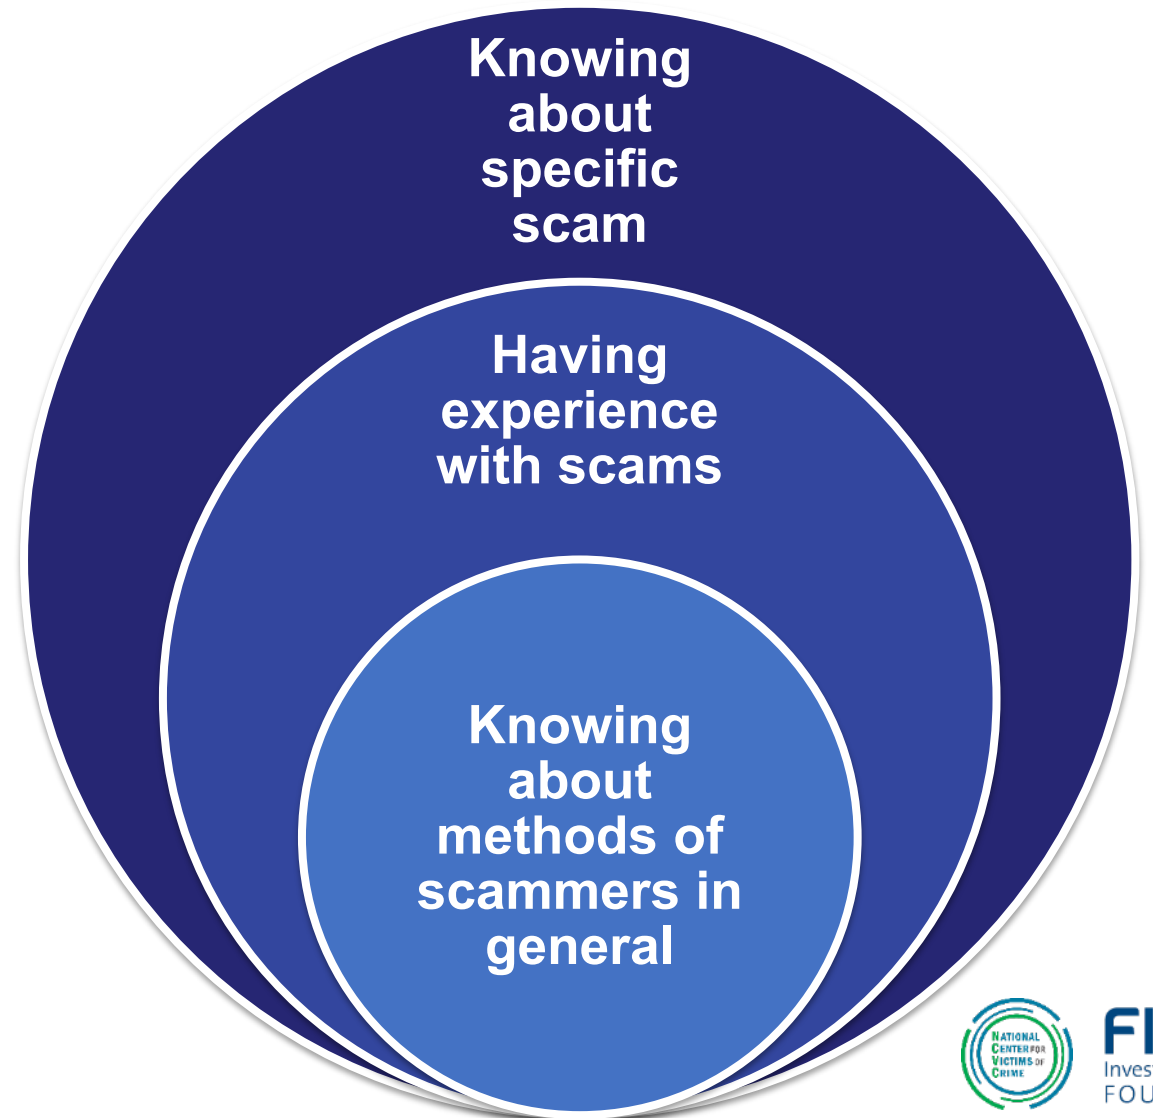 Knowing
about
specific
scam
Having
experience
with scams
Knowing
about
methods of
scammers in
general
NATIONAL
CENTER FOR
VICTIMS OF
CRIME
FI
Inves
FOU